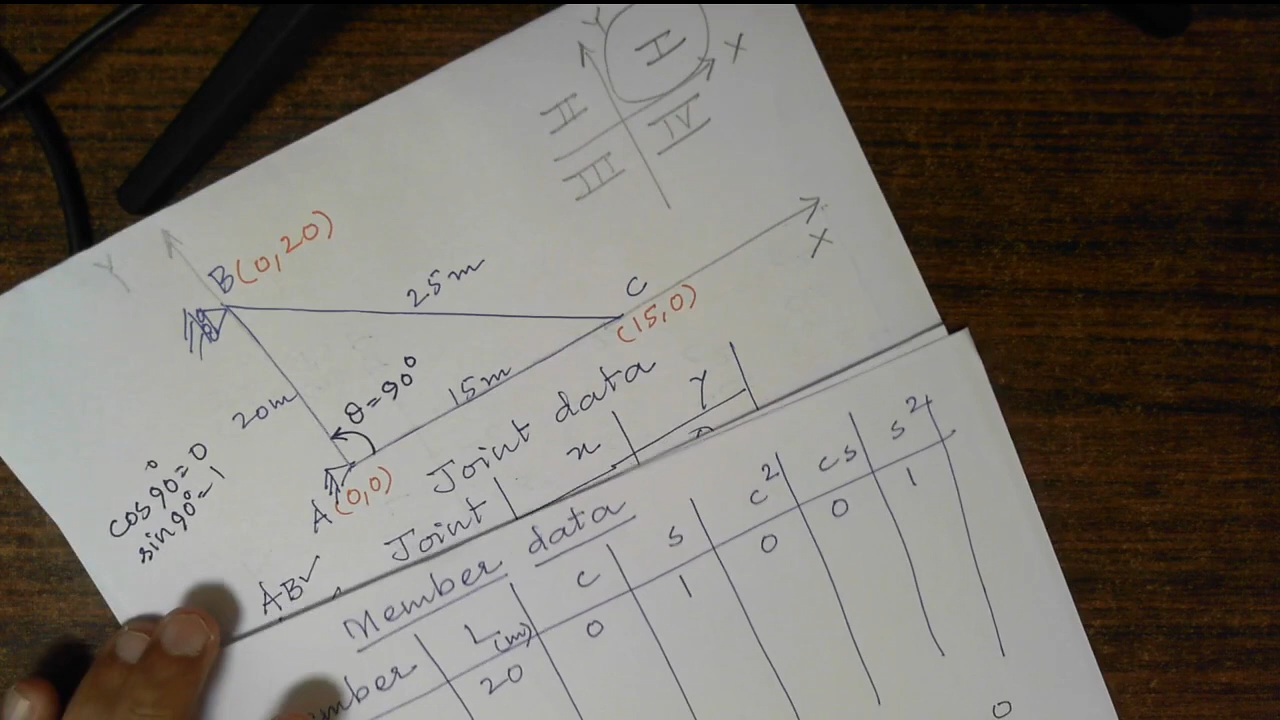 Y
X
II
I
III
IV
Y
X
B(0,20)
25m
C
(15,0)
20m
θ=90°
15m
A(0,0)
cos90°=0
sin90°=1
AB✓
Joint data
Joint
x
y
Member data
L(m)
c
s
c²
cs
s²
20
0
1
0
0
1
0